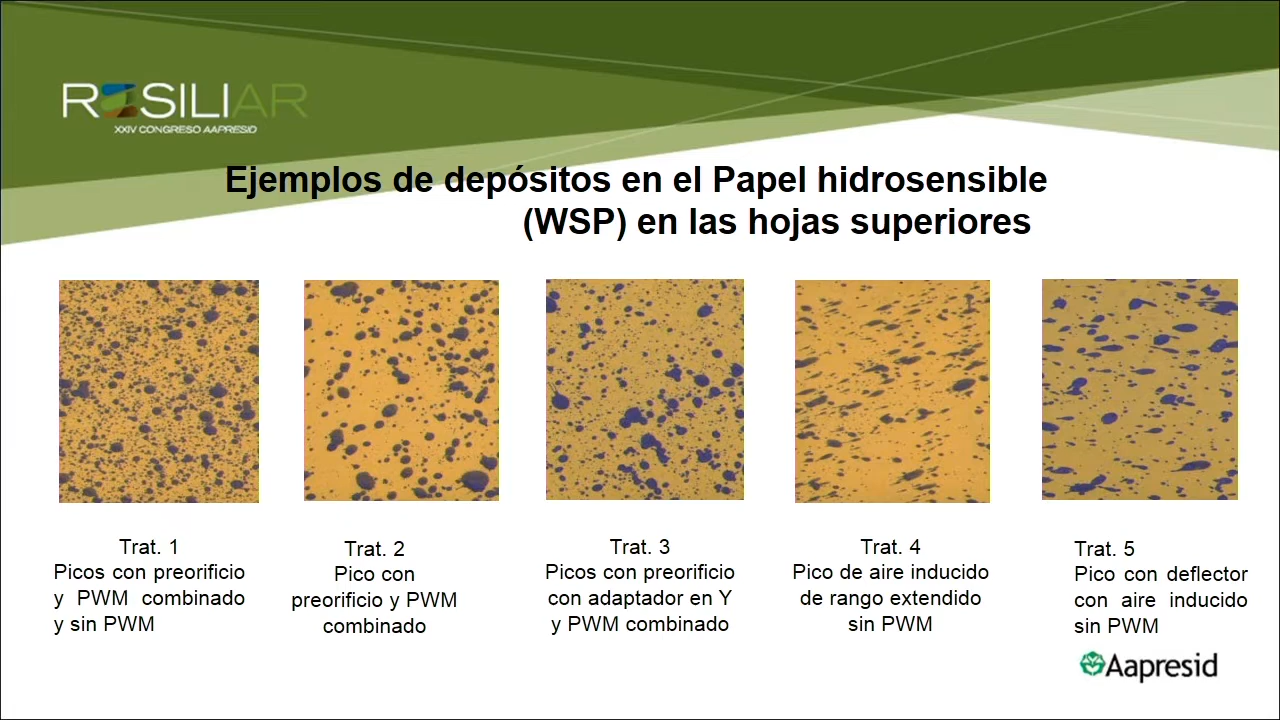 RESILIAR
XXIV CONGRESO AAPRESID
Ejemplos de depósitos en el Papel hidrosensible
(WSP) en las hojas superiores
Trat. 1
Picos con preorificio
y PWM combinado
y sin PWM
Trat. 2
Pico con
preorificio y PWM
combinado
Trat. 3
Picos con preorificio
con adaptador en Y
y PWM combinado
Trat. 4
Pico de aire inducido
de rango extendido
sin PWM
Trat. 5
Pico con deflector
con aire inducido
sin PWM
Aapresid